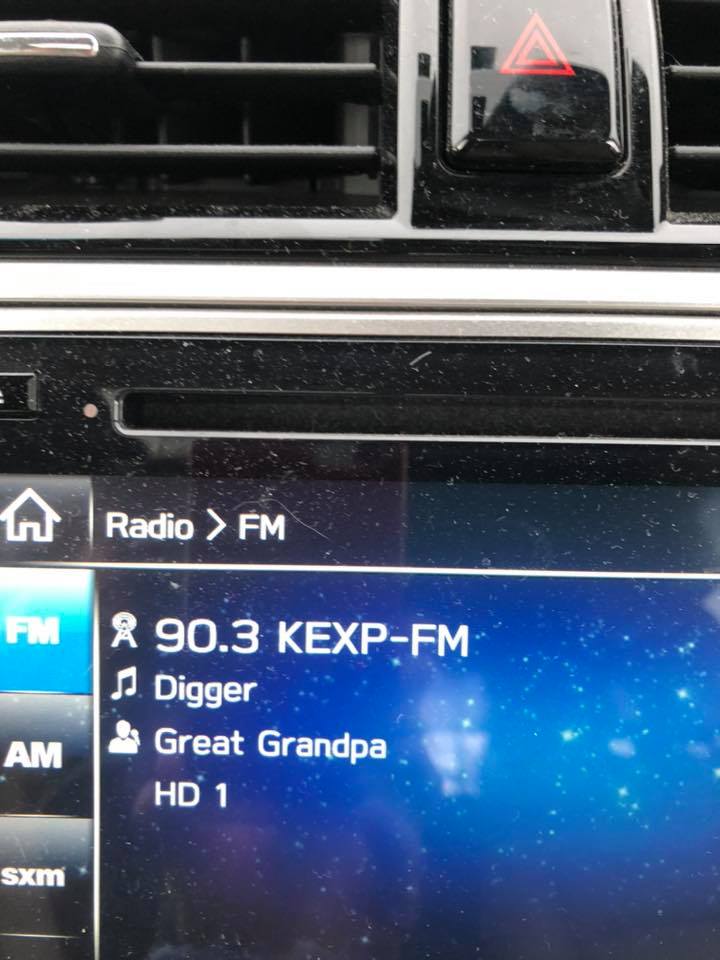 Radio > FM
FM
90.3 KEXP-FM
Digger
AM
Great Grandpa
HD 1
sxm